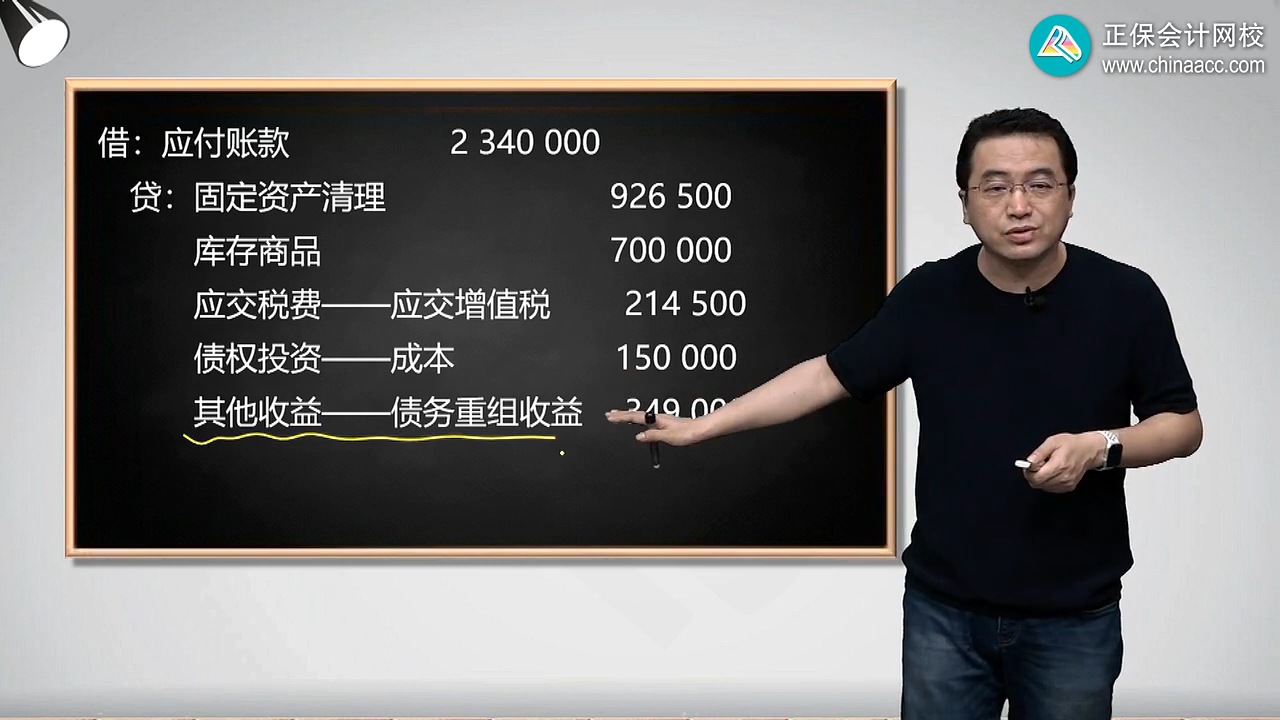 正保会计网校
www.chinaacc.com
借：应付账款 2 340 000
贷：固定资产清理 926 500
库存商品 700 000
应交税费——应交增值税 214 500
债权投资——成本 150 000
其他收益——债务重组收益 349